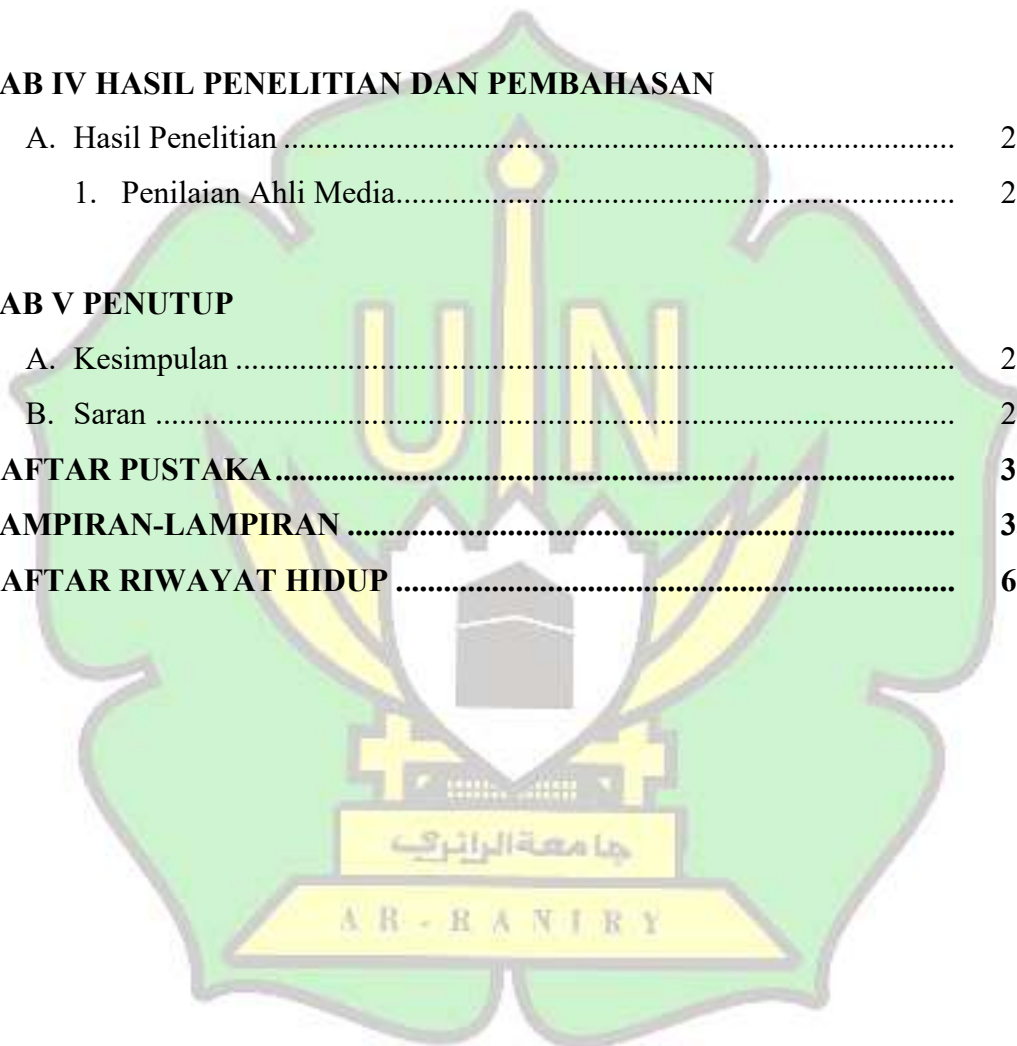 AB IV HASIL PENELITIAN DAN PEMBAHASAN
A. Hasil Penelitian ..................................................................................... 2
1. Penilaian Ahli Media....................................................................... 2
AB V PENUTUP
A. Kesimpulan ........................................................................................... 2
B. Saran ..................................................................................................... 2
AFTAR PUSTAKA ..................................................................................... 3
AMPIRAN-LAMPIRAN ............................................................................ 3
AFTAR RIWAYAT HIDUP ...................................................................... 6
UIN
جامعة الرانري
AR-RANIRY